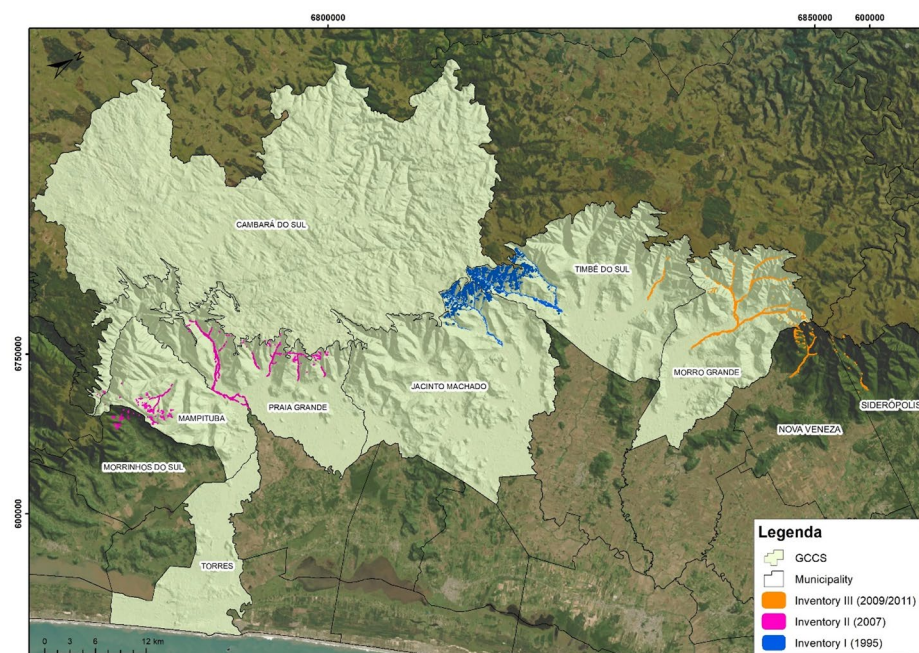 6800000
6850000
600000
CAMBARÁ DO SUL
TIMBÉ DO SUL
6750000
JACINTO MACHADO
MORRO GRANDE
PRAIA GRANDE
MAMPITUBA
SIDERÓPOLIS
NOVA VENEZA
MORRINHOS DO SUL
600000
TORRES
Legenda
GCCS
Municipality
Inventory III (2009/2011)
Inventory II (2007)
Inventory I (1995)
0 3 6 12 km